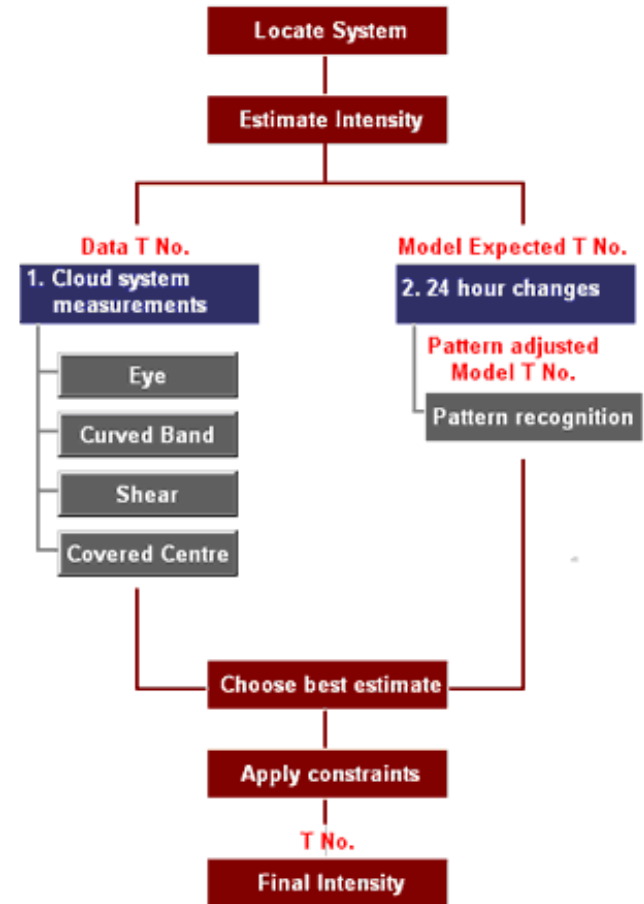 Locate System
Estimate Intensity
Data T No.
1. Cloud system
measurements
Eye
Curved Band
Shear
Covered Centre
Model Expected T No.
2. 24 hour changes
Pattern adjusted
Model T No.
Pattern recognition
Choose best estimate
Apply constraints
T No.
Final Intensity